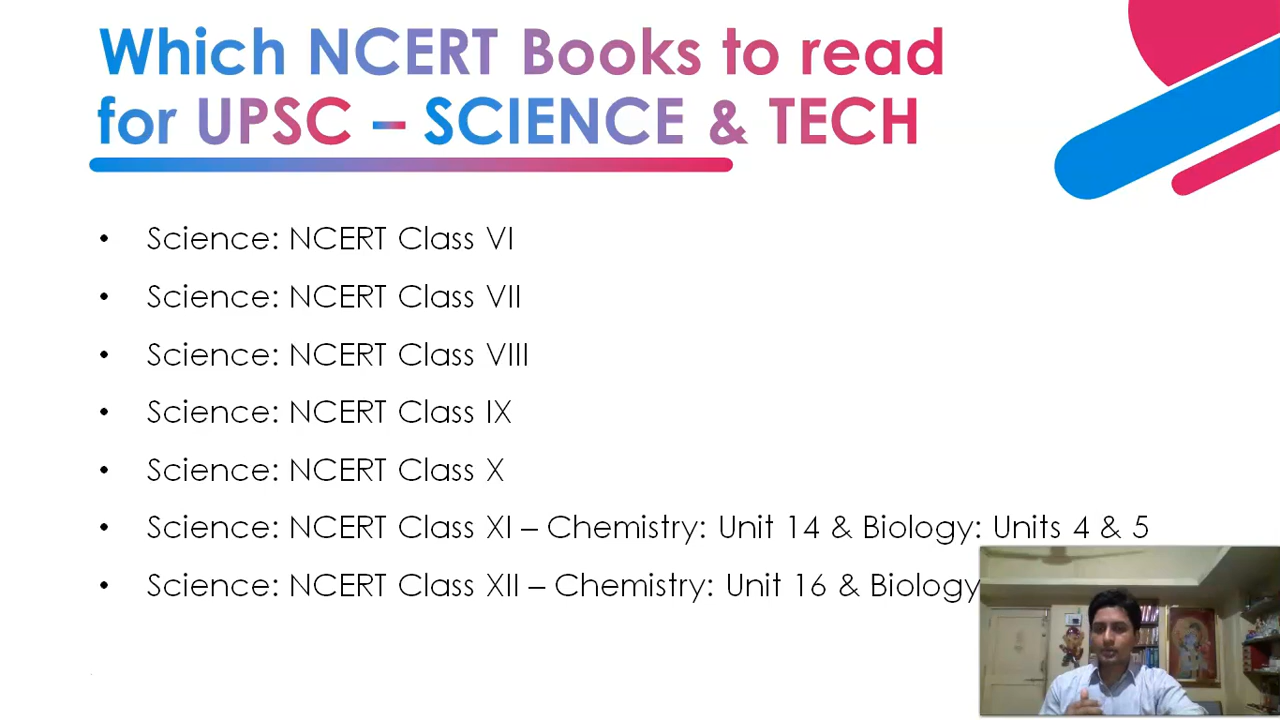 Which NCERT Books to read
for UPSC – SCIENCE & TECH
• Science: NCERT Class VI
• Science: NCERT Class VII
• Science: NCERT Class VIII
• Science: NCERT Class IX
• Science: NCERT Class X
• Science: NCERT Class XI – Chemistry: Unit 14 & Biology: Units 4 & 5
• Science: NCERT Class XII – Chemistry: Unit 16 & Biology